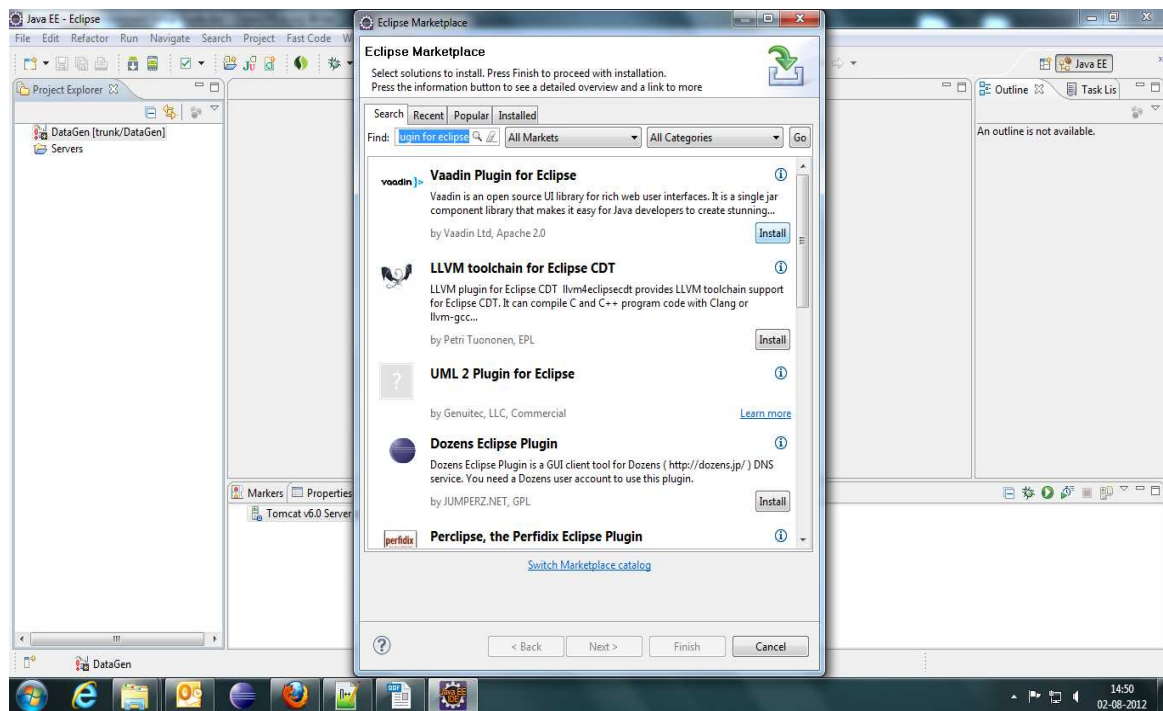 Java EE - Eclipse
File Edit Refactor Run Navigate Search Project Fast Code W
Java EE
Project Explorer
DataGen [trunk/DataGen]
Servers
Eclipse Marketplace
Eclipse Marketplace
Select solutions to install. Press Finish to proceed with installation.
Press the information button to see a detailed overview and a link to more
Search Recent Popular Installed
Find: ugin for eclipse All Markets All Categories Go
vaadin }>
Vaadin Plugin for Eclipse
Vaadin is an open source UI library for rich web user interfaces. It is a single jar
component library that makes it easy for Java developers to create stunning...
by Vaadin Ltd, Apache 2.0 Install
LLVM toolchain for Eclipse CDT
LLVM plugin for Eclipse CDT llvm4eclipsecdt provides LLVM toolchain support
for Eclipse CDT. It can compile C and C++ program code with Clang or
llvm-gcc...
by Petri Tuononen, EPL Install
UML 2 Plugin for Eclipse
by Genuitec, LLC, Commercial Learn more
Dozens Eclipse Plugin
Dozens Eclipse Plugin is a GUI client tool for Dozens ( http://dozens.jp/ ) DNS
service. You need a Dozens user account to use this plugin.
by JUMPERZ.NET, GPL Install
perfidix
Perclipse, the Perfidix Eclipse Plugin
Switch Marketplace catalog
< Back Next > Finish Cancel
Outline Task Lis
An outline is not available.
Markers Properties
Tomcat v6.0 Server
DataGen
14:50
02-08-2012